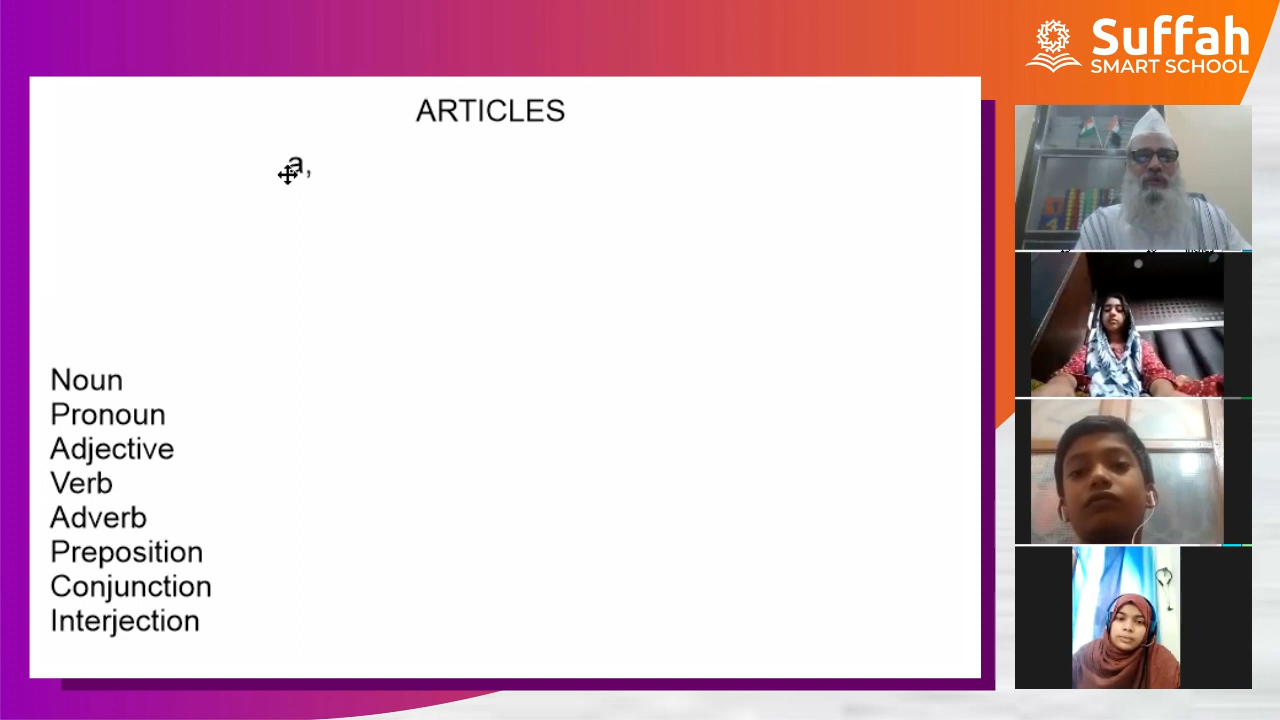 Suffah
SMART SCHOOL
ARTICLES
a,
Noun
Pronoun
Adjective
Verb
Adverb
Preposition
Conjunction
Interjection